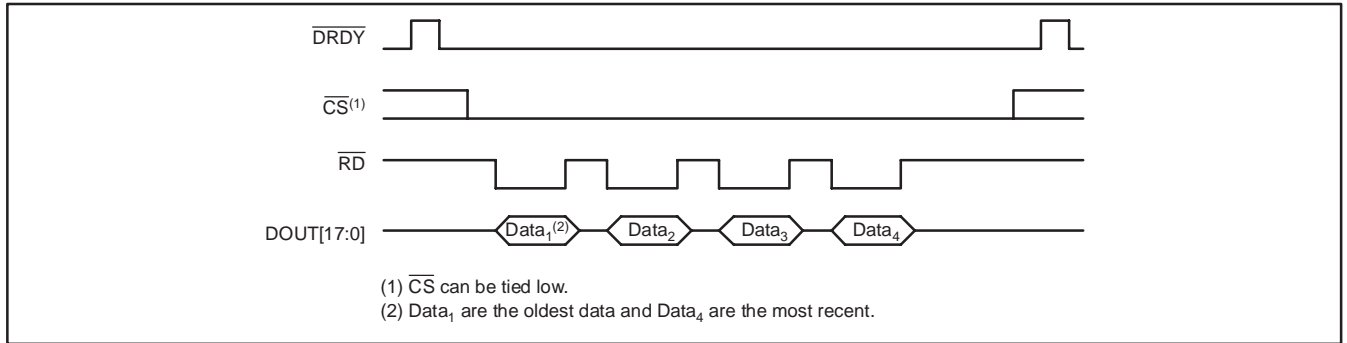 DRDY
CS(1)
RD
DOUT[17:0] Data1(2) Data2 Data3 Data4
(1) CS can be tied low.
(2) Data1 are the oldest data and Data4 are the most recent.